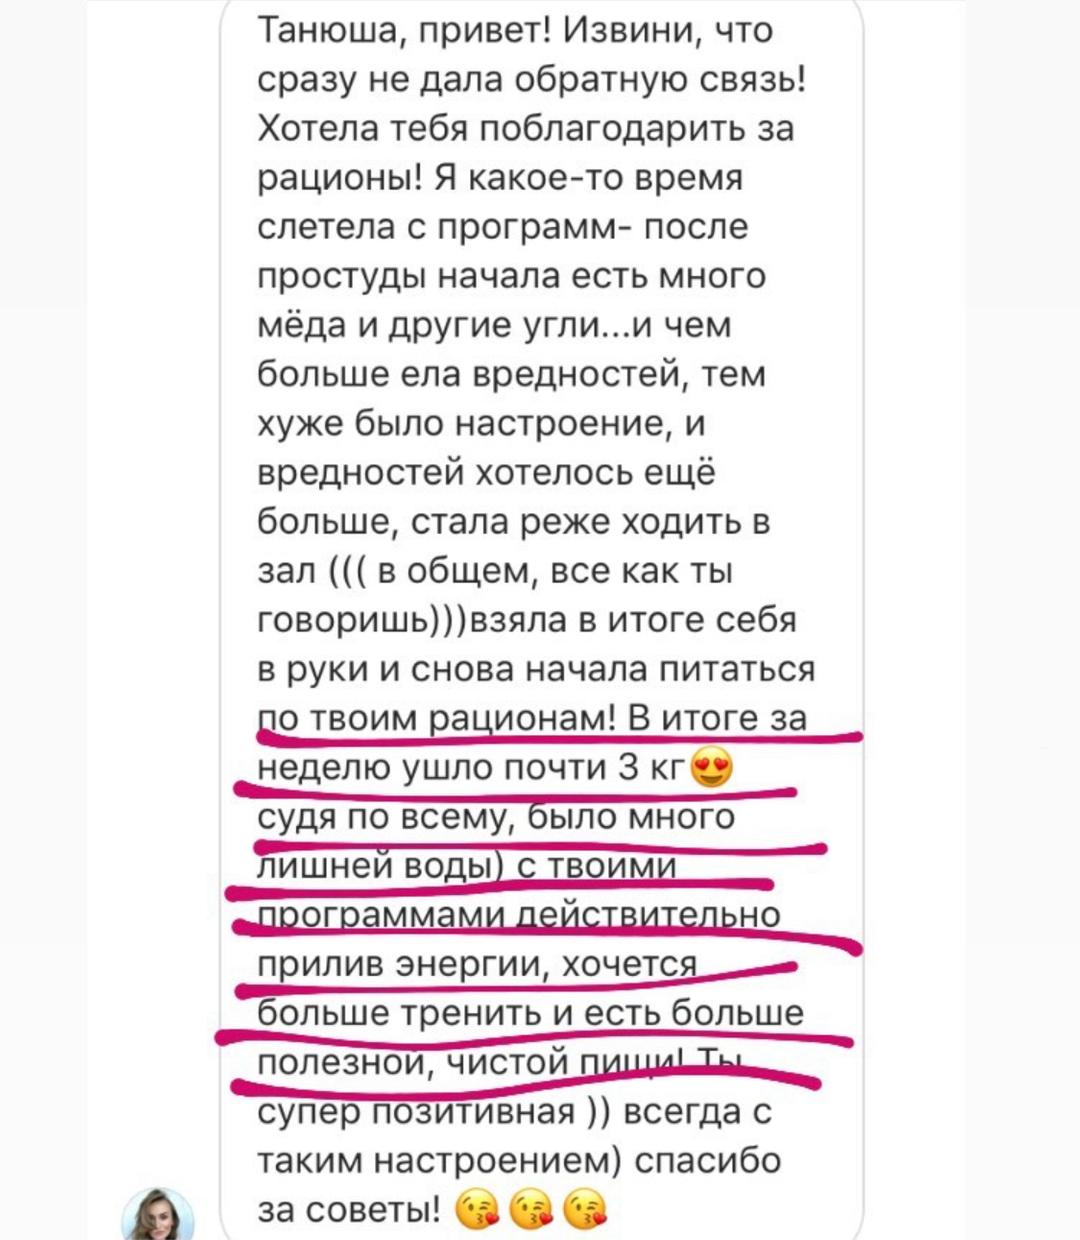 Танюша, привет! Извини, что
сразу не дала обратную связь!
Хотела тебя поблагодарить за
рационы! Я какое-то время
слетела с программ- после
простуды начала есть много
мёда и другие угли...и чем
больше ела вредностей, тем
хуже было настроение, и
вредностей хотелось ещё
больше, стала реже ходить в
зал ((( в общем, все как ты
говоришь)))взяла в итоге себя
в руки и снова начала питаться
по твоим рационам! В итоге за
неделю ушло почти 3 кг😍
судя по всему, было много
лишней воды) с твоими
программами действительно
прилив энергии, хочется
больше тренить и есть больше
полезной, чистой пищи! Ты
супер позитивная )) всегда с
таким настроением) спасибо
за советы! 😘😘😘